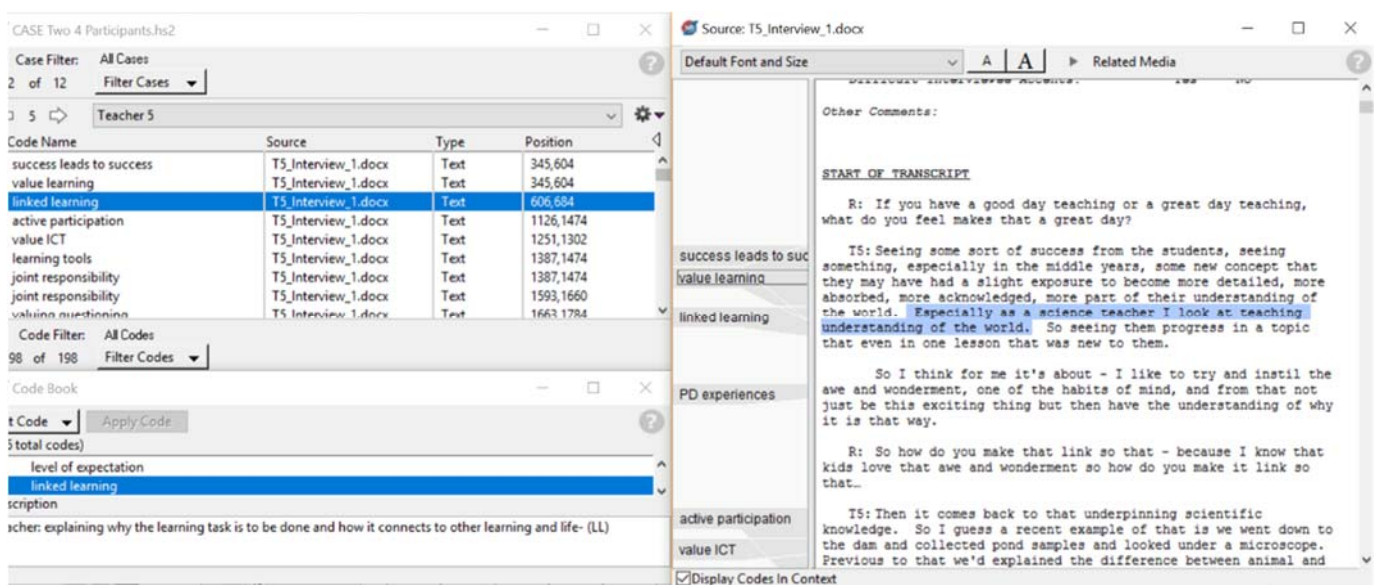 CASE Two 4 Participants.hs2
Case Filter: All Cases
2 of 12 Filter Cases
5 Teacher 5
Code Name Source Type Position
success leads to success T5_Interview_1.docx Text 345,604
value learning T5_Interview_1.docx Text 345,604
linked learning T5_Interview_1.docx Text 606,684
active participation T5_Interview_1.docx Text 1126,1474
value ICT T5_Interview_1.docx Text 1251,1302
learning tools T5_Interview_1.docx Text 1387,1474
joint responsibility T5_Interview_1.docx Text 1387,1474
joint responsibility T5_Interview_1.docx Text 1593,1660
valuing questioning T5_Interview_1.docx Text 1663,1784
Code Filter: All Codes
98 of 198 Filter Codes
Code Book
t Code Apply Code
total codes)
level of expectation
linked learning
scription
acher: explaining why the learning task is to be done and how it connects to other learning and life- (LL)
Source: T5_Interview_1.docx
Default Font and Size A A Related Media
success leads to suc
value learning
linked learning
PD experiences
active participation
value ICT
Difficult Interviewee Accents: Yes No
Other Comments:
START OF TRANSCRIPT
R: If you have a good day teaching or a great day teaching,
what do you feel makes that a great day?
T5: Seeing some sort of success from the students, seeing
something, especially in the middle years, some new concept that
they may have had a slight exposure to become more detailed, more
absorbed, more acknowledged, more part of their understanding of
the world. Especially as a science teacher I look at teaching
understanding of the world. So seeing them progress in a topic
that even in one lesson that was new to them.
So I think for me it's about - I like to try and instil the
awe and wonderment, one of the habits of mind, and from that not
just be this exciting thing but then have the understanding of why
it is that way.
R: So how do you make that link so that - because I know that
kids love that awe and wonderment so how do you make it link so
that…
T5: Then it comes back to that underpinning scientific
knowledge. So I guess a recent example of that is we went down to
the dam and collected pond samples and looked under a microscope.
Previous to that we'd explained the difference between animal and
Display Codes In Context